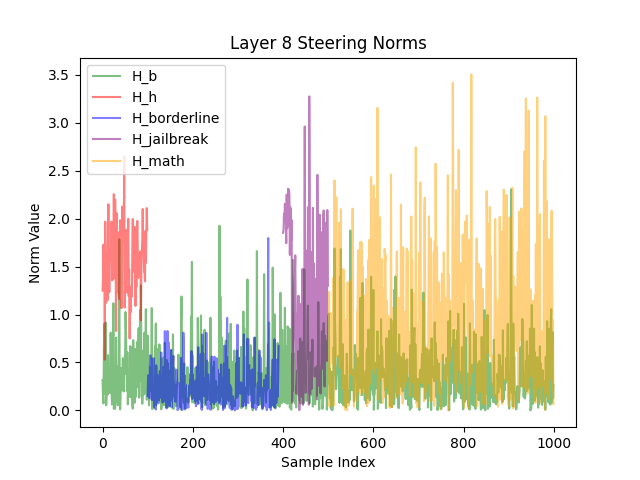 Layer 8 Steering Norms
H_b
H_h
H_borderline
H_jailbreak
H_math
Norm Value
3.5
3.0
2.5
2.0
1.5
1.0
0.5
0.0
0 200 400 600 800 1000
Sample Index